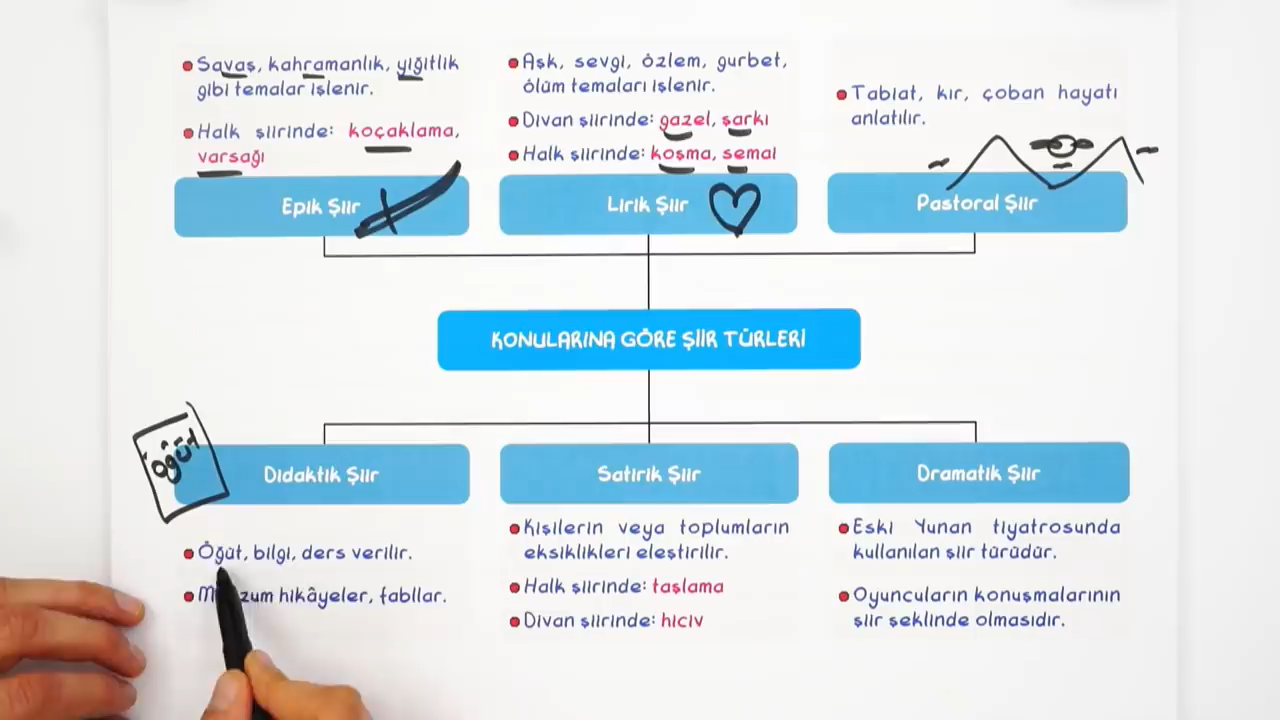 Savaş, kahramanlık, yiğitlik
gibi temalar işlenir.
Halk şiirinde: koçaklama,
varsağı
Epik Şiir
Aşk, sevgi, özlem, gurbet,
ölüm temaları işlenir.
Divan şiirinde: gazel, şarkı
Halk şiirinde: koşma, semai
Lirik Şiir
Tabiat, kır, çoban hayatı
anlatılır.
Pastoral Şiir
KONULARINA GÖRE ŞİİR TÜRLERİ
öğüt
Didaktik Şiir
Öğüt, bilgi, ders verilir.
hikâyeler, fabllar.
Satirik Şiir
Kişilerin veya toplumların
eksiklikleri eleştirilir.
Halk şiirinde: taşlama
Divan şiirinde: hiciv
Dramatik Şiir
Eski Yunan tiyatrosunda
kullanılan şiir türüdür.
Oyuncuların konuşmalarının
şiir şeklinde olmasıdır.